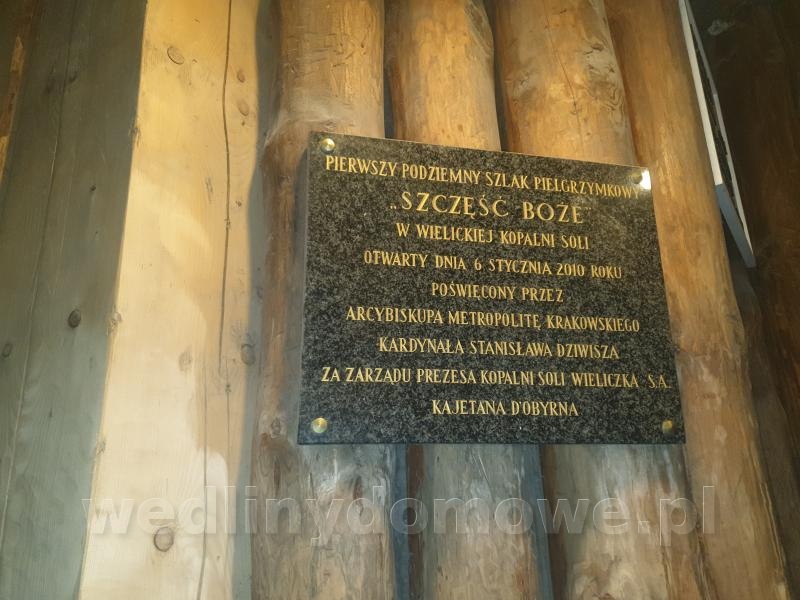 PIERWSZY PODZIEMNY SZLAK PIELGRZYMKOWY
„SZCZĘŚĆ BOŻE”
W WIELICKIEJ KOPALNI SOLI
OTWARTY DNIA 6 STYCZNIA 2010 ROKU
POŚWIĘCONY PRZEZ
ARCYBISKUPA METROPOLITĘ KRAKOWSKIEGO
KARDYNAŁA STANISŁAWA DZIWISZA
ZA ZARZĄDU PREZESA KOPALNI SOLI WIELICZKA S.A.
KAJETANA D'OBYRNA
wedlinydomowe.pl